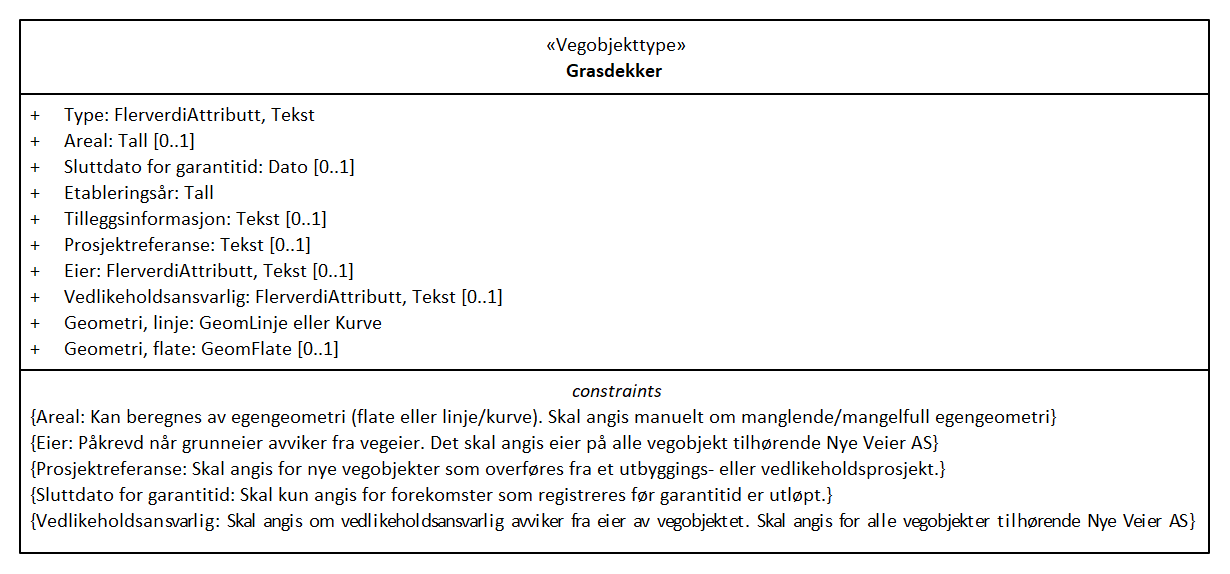 «Vegobjekttype»
Grasdekker
+ Type: FlerverdiAttributt, Tekst
+ Areal: Tall [0..1]
+ Sluttdato for garantitid: Dato [0..1]
+ Etableringsår: Tall
+ Tilleggsinformasjon: Tekst [0..1]
+ Prosjektreferanse: Tekst [0..1]
+ Eier: FlerverdiAttributt, Tekst [0..1]
+ Vedlikeholdsansvarlig: FlerverdiAttributt, Tekst [0..1]
+ Geometri, linje: GeomLinje eller Kurve
+ Geometri, flate: GeomFlate [0..1]
constraints
{Areal: Kan beregnes av egengeometri (flate eller linje/kurve). Skal angis manuelt om manglende/mangelfull egengeometri}
{Eier: Påkrevd når grunneier avviker fra vegeier. Det skal angis eier på alle vegobjekt tilhørende Nye Veier AS}
{Prosjektreferanse: Skal angis for nye vegobjekter som overføres fra et utbyggings- eller vedlikeholdsprosjekt.}
{Sluttdato for garantitid: Skal kun angis for forekomster som registreres før garantitid er utløpt.}
{Vedlikeholdsansvarlig: Skal angis om vedlikeholdsansvarlig avviker fra eier av vegobjektet. Skal angis for alle vegobjekter tilhørende Nye Veier AS}